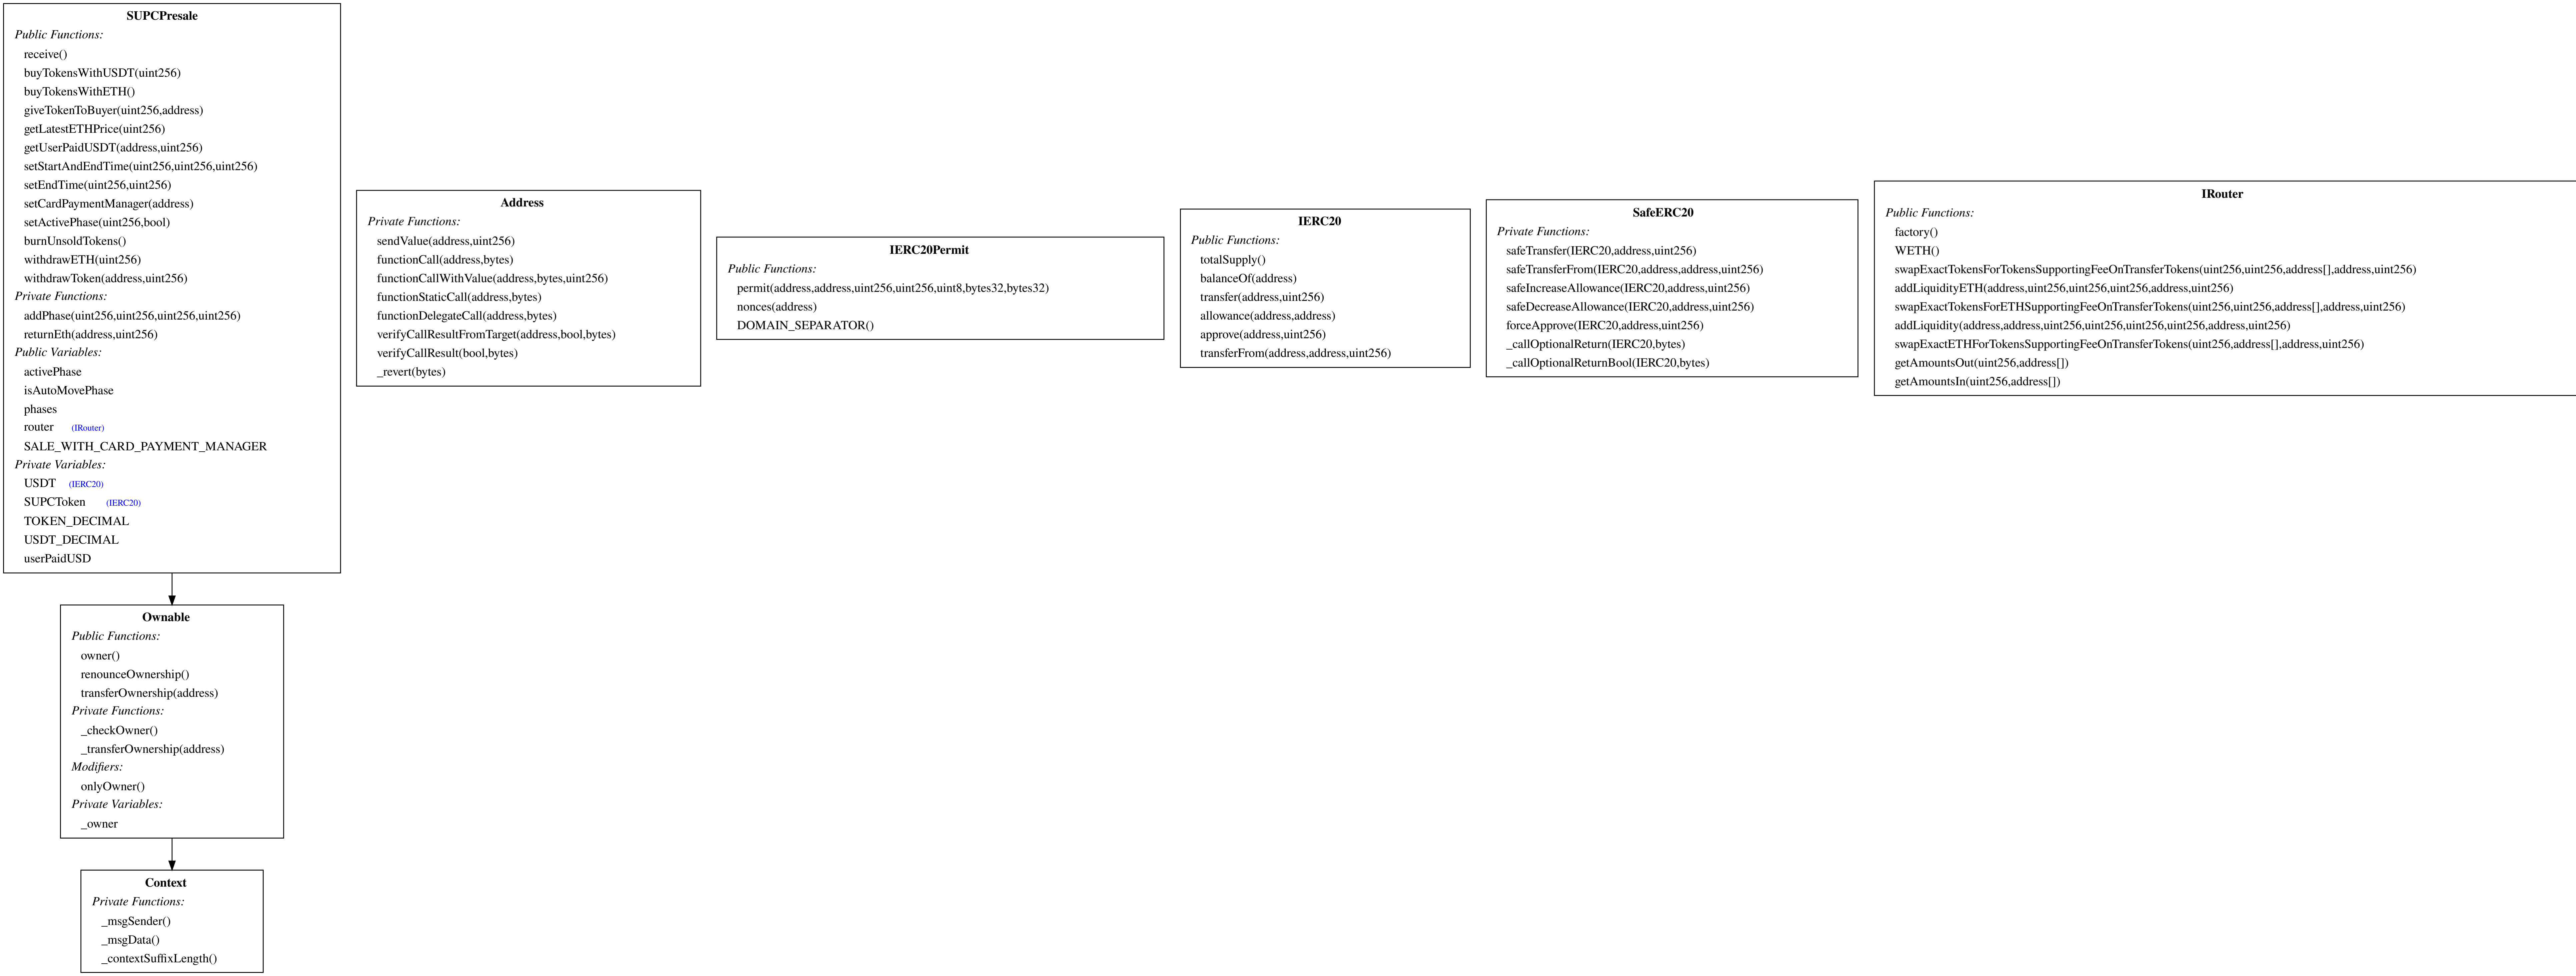 SUPCPresale
Public Functions:
receive()
buyTokensWithUSDT(uint256)
buyTokensWithETH()
giveTokenToBuyer(uint256,address)
getLatestETHPrice(uint256)
getUserPaidUSDT(address,uint256)
setStartAndEndTime(uint256,uint256,uint256)
setEndTime(uint256,uint256)
setCardPaymentManager(address)
setActivePhase(uint256,bool)
burnUnsoldTokens()
withdrawETH(uint256)
withdrawToken(address,uint256)
Private Functions:
addPhase(uint256,uint256,uint256,uint256)
returnEth(address,uint256)
Public Variables:
activePhase
isAutoMovePhase
phases
router (IRouter)
SALE_WITH_CARD_PAYMENT_MANAGER
Private Variables:
USDT (IERC20)
SUPCToken (IERC20)
TOKEN_DECIMAL
USDT_DECIMAL
userPaidUSD
Ownable
Public Functions:
owner()
renounceOwnership()
transferOwnership(address)
Private Functions:
_checkOwner()
_transferOwnership(address)
Modifiers:
onlyOwner()
Private Variables:
_owner
Context
Private Functions:
_msgSender()
_msgData()
_contextSuffixLength()
Address
Private Functions:
sendValue(address,uint256)
functionCall(address,bytes)
functionCallWithValue(address,bytes,uint256)
functionStaticCall(address,bytes)
functionDelegateCall(address,bytes)
verifyCallResultFromTarget(address,bool,bytes)
verifyCallResult(bool,bytes)
_revert(bytes)
IERC20Permit
Public Functions:
permit(address,address,uint256,uint256,uint8,bytes32,bytes32)
nonces(address)
DOMAIN_SEPARATOR()
IERC20
Public Functions:
totalSupply()
balanceOf(address)
transfer(address,uint256)
allowance(address,address)
approve(address,uint256)
transferFrom(address,address,uint256)
SafeERC20
Private Functions:
safeTransfer(IERC20,address,uint256)
safeTransferFrom(IERC20,address,address,uint256)
safeIncreaseAllowance(IERC20,address,uint256)
safeDecreaseAllowance(IERC20,address,uint256)
forceApprove(IERC20,address,uint256)
_callOptionalReturn(IERC20,bytes)
_callOptionalReturnBool(IERC20,bytes)
IRouter
Public Functions:
factory()
WETH()
swapExactTokensForTokensSupportingFeeOnTransferTokens(uint256,uint256,address[],address,uint256)
addLiquidityETH(address,uint256,uint256,uint256,address,uint256)
swapExactTokensForETHSupportingFeeOnTransferTokens(uint256,uint256,address[],address,uint256)
addLiquidity(address,address,uint256,uint256,uint256,uint256,address,uint256)
swapExactETHForTokensSupportingFeeOnTransferTokens(uint256,address[],address,uint256)
getAmountsOut(uint256,address[])
getAmountsIn(uint256,address[])